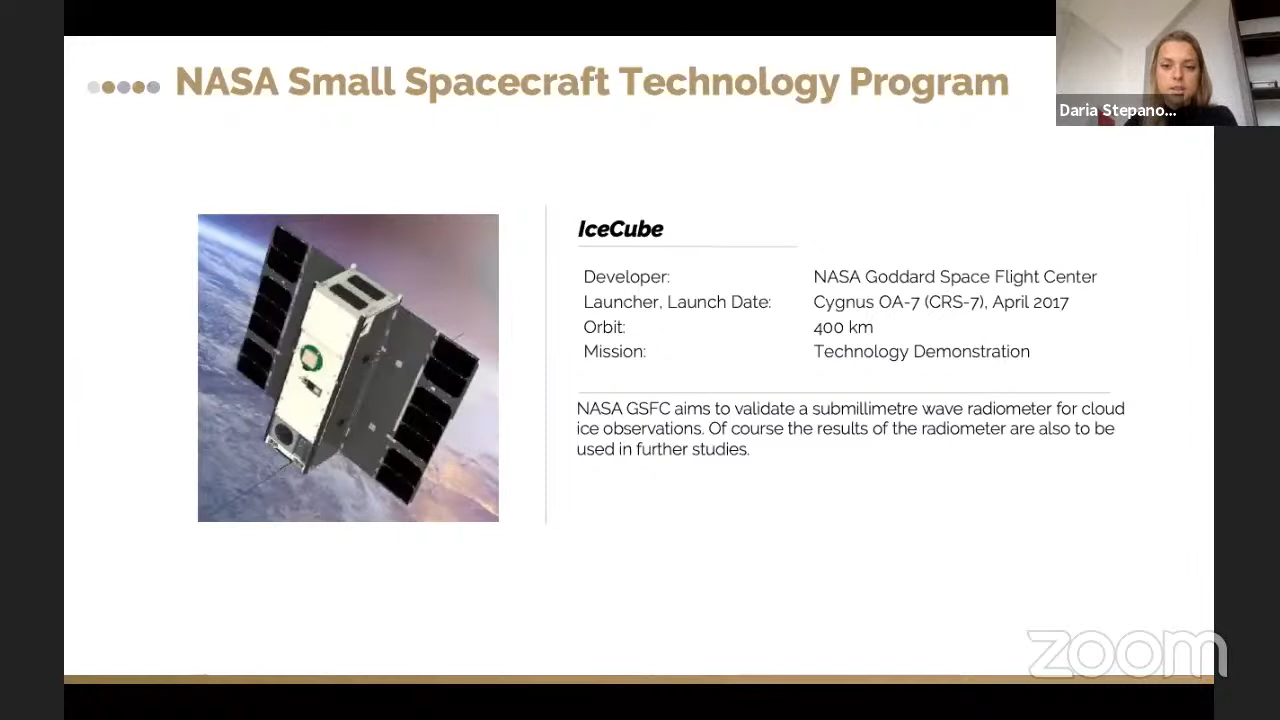 NASA Small Spacecraft Technology Program
Daria Stepano...
IceCube
Developer: NASA Goddard Space Flight Center
Launcher, Launch Date: Cygnus OA-7 (CRS-7), April 2017
Orbit: 400 km
Mission: Technology Demonstration
NASA GSFC aims to validate a submillimetre wave radiometer for cloud
ice observations. Of course the results of the radiometer are also to be
used in further studies.
zoom